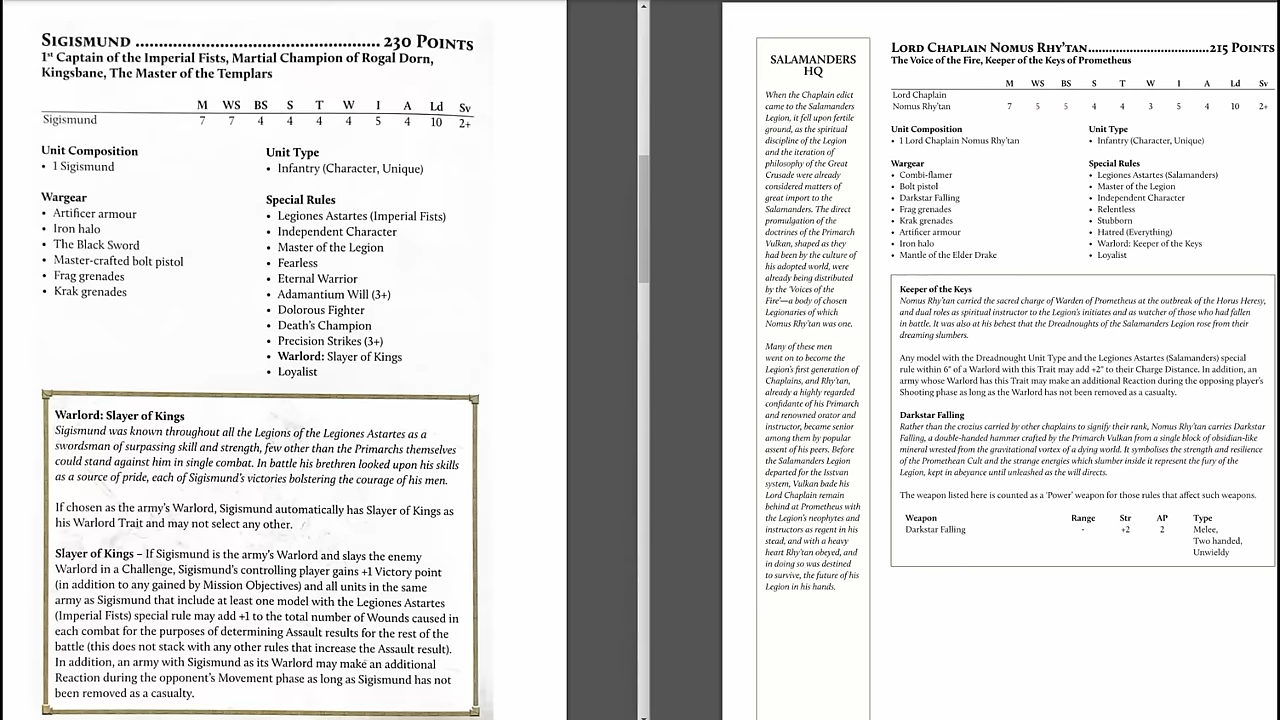 SIGISMUND ................................................ 230 POINTS
1st Captain of the Imperial Fists, Martial Champion of Rogal Dorn,
Kingsbane, The Master of the Templars
M WS BS S T W I A Ld Sv
Sigismund 7 7 4 4 4 4 5 4 10 2+
Unit Composition
• 1 Sigismund
Unit Type
• Infantry (Character, Unique)
Wargear
• Artificer armour
• Iron halo
• The Black Sword
• Master-crafted bolt pistol
• Frag grenades
• Krak grenades
Special Rules
• Legiones Astartes (Imperial Fists)
• Independent Character
• Master of the Legion
• Fearless
• Eternal Warrior
• Adamantium Will (3+)
• Dolorous Fighter
• Death's Champion
• Precision Strikes (3+)
• Warlord: Slayer of Kings
• Loyalist
Warlord: Slayer of Kings
Sigismund was known throughout all the Legions of the Legiones Astartes as a
swordsman of surpassing skill and strength, few other than the Primarchs themselves
could stand against him in single combat. In battle his brethren looked upon his skills
as a source of pride, each of Sigismund's victories bolstering the courage of his men.
If chosen as the army's Warlord, Sigismund automatically has Slayer of Kings as
his Warlord Trait and may not select any other.
Slayer of Kings – If Sigismund is the army's Warlord and slays the enemy
Warlord in a Challenge, Sigismund's controlling player gains +1 Victory point
(in addition to any gained by Mission Objectives) and all units in the same
army as Sigismund that include at least one model with the Legiones Astartes
(Imperial Fists) special rule may add +1 to the total number of Wounds caused in
each combat for the purposes of determining Assault results for the rest of the
battle (this does not stack with any other rules that increase the Assault result).
In addition, an army with Sigismund as its Warlord may make an additional
Reaction during the opponent's Movement phase as long as Sigismund has not
been removed as a casualty.
SALAMANDERS
HQ
When the Chaplain edict
came to the Salamanders
Legion, it fell upon fertile
ground, as the spiritual
discipline of the Legion
and the iteration of
philosophy of the Great
Crusade were already
considered matters of
great import to the
Salamanders. The direct
promulgation of the
doctrines of the Primarch
Vulkan, shaped as they
had been by the culture of
his adopted world, were
already being distributed
by the 'Voices of the
Fire'—a body of chosen
Legionaries of which
Nomus Rhy'tan was one.
Many of these men
went on to become the
Legion's first generation of
Chaplains, and Rhy'tan,
already a highly regarded
confidante of his Primarch
and renowned orator and
instructor, became senior
among them by popular
assent of his peers. Before
the Salamanders Legion
departed for the Isstvan
system, Vulkan bade his
Lord Chaplain remain
behind at Prometheus with
the Legion's neophytes and
instructors as regent in his
stead, and with a heavy
heart Rhy'tan obeyed, and
in doing so was destined
to survive, the future of his
Legion in his hands.
LORD CHAPLAIN NOMUS RHY'TAN...............................215 POINTS
The Voice of the Fire, Keeper of the Keys of Prometheus
M WS BS S T W I A Ld Sv
Lord Chaplain
Nomus Rhy'tan 7 5 5 4 4 3 5 4 10 2+
Unit Composition
• 1 Lord Chaplain Nomus Rhy'tan
Unit Type
• Infantry (Character, Unique)
Wargear
• Combi-flamer
• Bolt pistol
• Darkstar Falling
• Frag grenades
• Krak grenades
• Artificer armour
• Iron halo
• Mantle of the Elder Drake
Special Rules
• Legiones Astartes (Salamanders)
• Master of the Legion
• Independent Character
• Relentless
• Stubborn
• Hatred (Everything)
• Warlord: Keeper of the Keys
• Loyalist
Keeper of the Keys
Nomus Rhy'tan carried the sacred charge of Warden of Prometheus at the outbreak of the Horus Heresy,
and dual roles as spiritual instructor to the Legion's initiates and as watcher of those who had fallen
in battle. It was also at his behest that the Dreadnoughts of the Salamanders Legion rose from their
dreaming slumbers.
Any model with the Dreadnought Unit Type and the Legiones Astartes (Salamanders) special
rule within 6" of a Warlord with this Trait may add +2" to their Charge Distance. In addition, an
army whose Warlord has this Trait may make an additional Reaction during the opposing player's
Shooting phase as long as the Warlord has not been removed as a casualty.
Darkstar Falling
Rather than the crozius carried by other chaplains to signify their rank, Nomus Rhy'tan carries Darkstar
Falling, a double-handed hammer crafted by the Primarch Vulkan from a single block of obsidian-like
mineral wrested from the gravitational vortex of a dying world. It symbolises the strength and resilience
of the Promethean Cult and the strange energies which slumber inside it represent the fury of the
Legion, kept in abeyance until unleashed as the will directs.
The weapon listed here is counted as a 'Power' weapon for those rules that affect such weapons.
Weapon Range Str AP Type
Darkstar Falling - +2 2 Melee,
Two handed,
Unwieldy